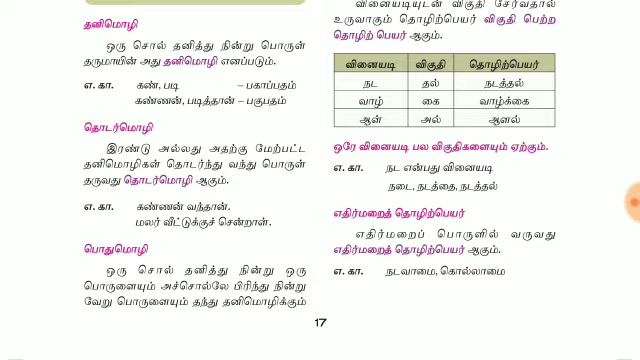 தனிமொழி
ஒரு சொல் தனித்து நின்று பொருள்
தருமாயின் அது தனிமொழி எனப்படும்.
எ. கா. கண், படி – பகாப்பதம்
கண்ணன், படித்தான் – பகுபதம்
தொடர்மொழி
இரண்டு அல்லது அதற்கு மேற்பட்ட
தனிமொழிகள் தொடர்ந்து வந்து பொருள்
தருவது தொடர்மொழி ஆகும்.
எ. கா. கண்ணன் வந்தான்.
மலர் வீட்டுக்குச் சென்றாள்.
பொதுமொழி
ஒரு சொல் தனித்து நின்று ஒரு
பொருளையும் அச்சொல்லே பிரிந்து நின்று
வேறு பொருளையும் தந்து தனிமொழிக்கும்
வினையடியுடன் விகுதி சேர்வதால்
உருவாகும் தொழிற்பெயர் விகுதி பெற்ற
தொழிற் பெயர் ஆகும்.
வினையடி விகுதி தொழிற்பெயர்
நட தல் நடத்தல்
வாழ் கை வாழ்க்கை
ஆள் அல் ஆளல்
ஒரே வினையடி பல விகுதிகளையும் ஏற்கும்.
எ. கா. நட என்பது வினையடி
நடை, நடத்தை, நடத்தல்
எதிர்மறைத் தொழிற்பெயர்
எதிர்மறைப் பொருளில் வருவது
எதிர்மறைத் தொழிற்பெயர் ஆகும்.
எ. கா. நடவாமை, கொல்லாமை
17